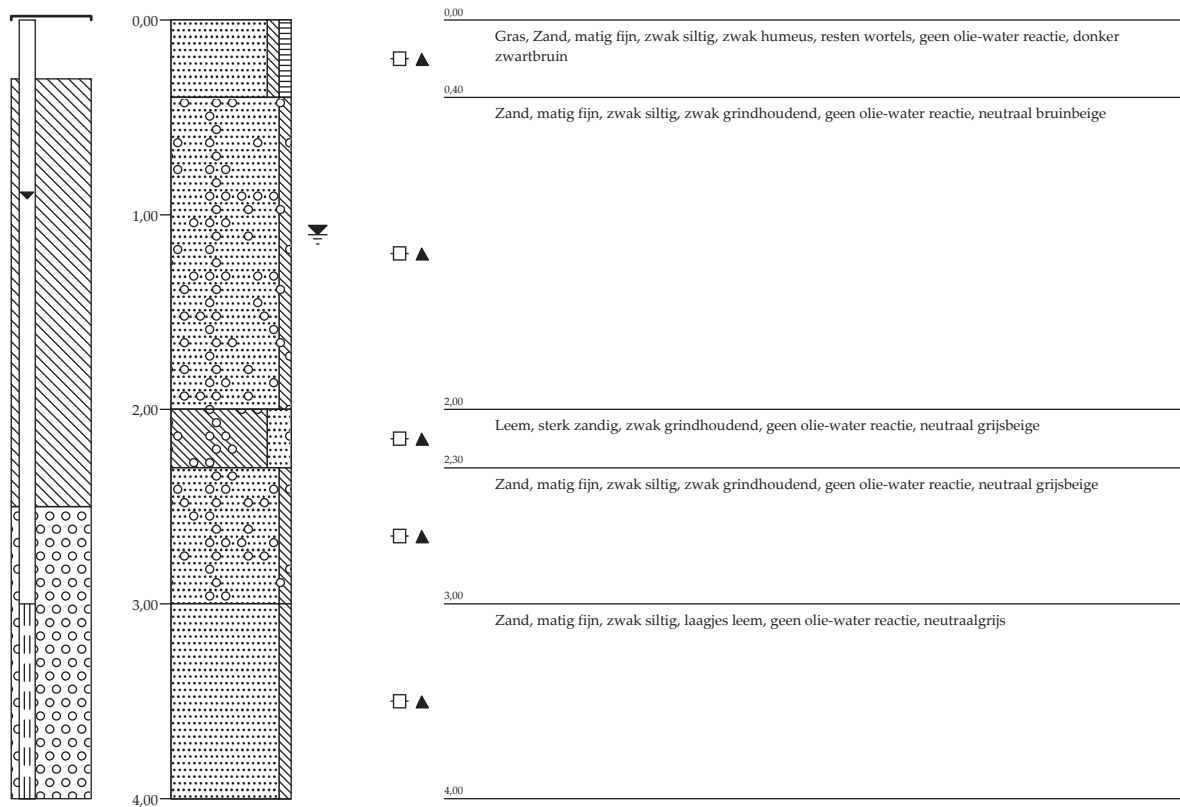 0,00
1,00
2,00
3,00
4,00
0,00
Gras, Zand, matig fijn, zwak siltig, zwak humeus, resten wortels, geen olie-water reactie, donker
zwartbruin
0,40
Zand, matig fijn, zwak siltig, zwak grindhoudend, geen olie-water reactie, neutraal bruinbeige
2,00
Leem, sterk zandig, zwak grindhoudend, geen olie-water reactie, neutraal grijsbeige
2,30
Zand, matig fijn, zwak siltig, zwak grindhoudend, geen olie-water reactie, neutraal grijsbeige
3,00
Zand, matig fijn, zwak siltig, laagjes leem, geen olie-water reactie, neutraalgrijs
4,00